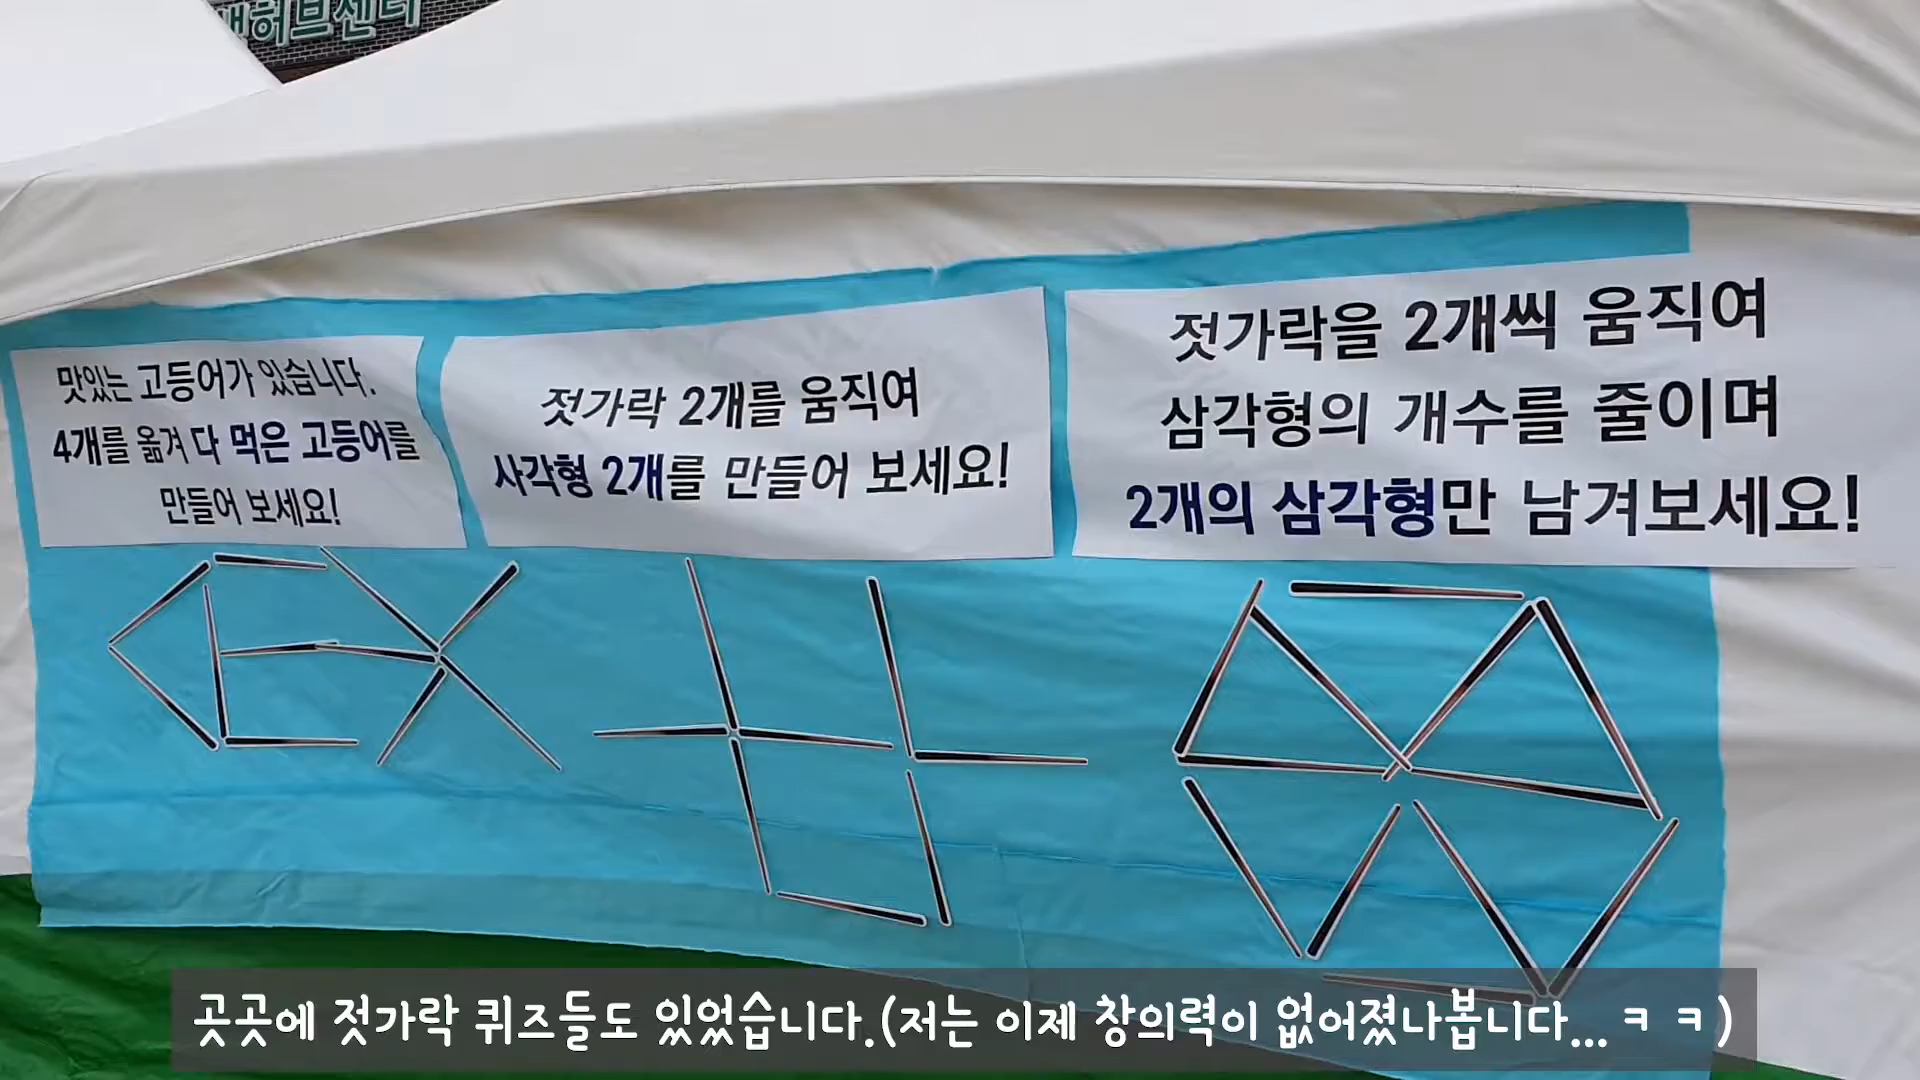 허브센터
맛있는 고등어가 있습니다.
4개를 옮겨 다 먹은 고등어를
만들어 보세요!
젓가락 2개를 움직여
사각형 2개를 만들어 보세요!
젓가락을 2개씩 움직여
삼각형의 개수를 줄이며
2개의 삼각형만 남겨보세요!
곳곳에 젓가락 퀴즈들도 있었습니다.(저는 이제 창의력이 없어졌나봅니다... ㅋ ㅋ)